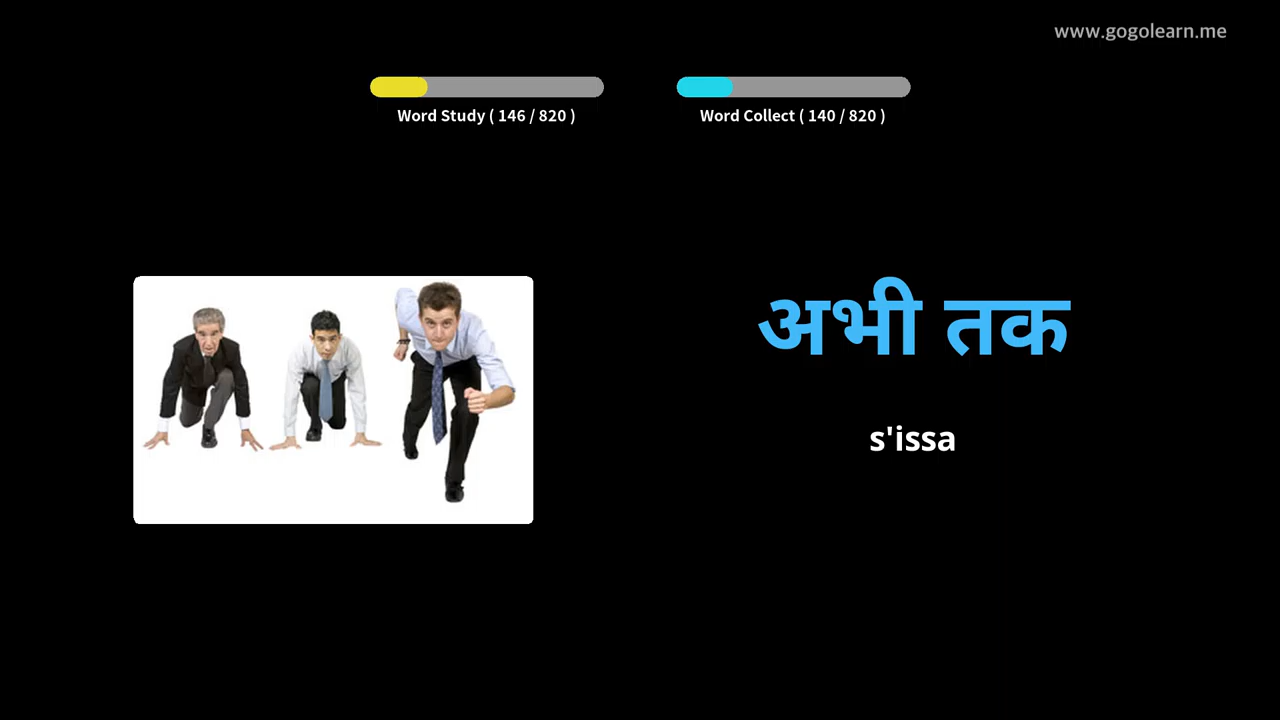 www.gogolearn.me
Word Study ( 146 / 820 )
Word Collect ( 140 / 820 )
अभी तक
s'issa